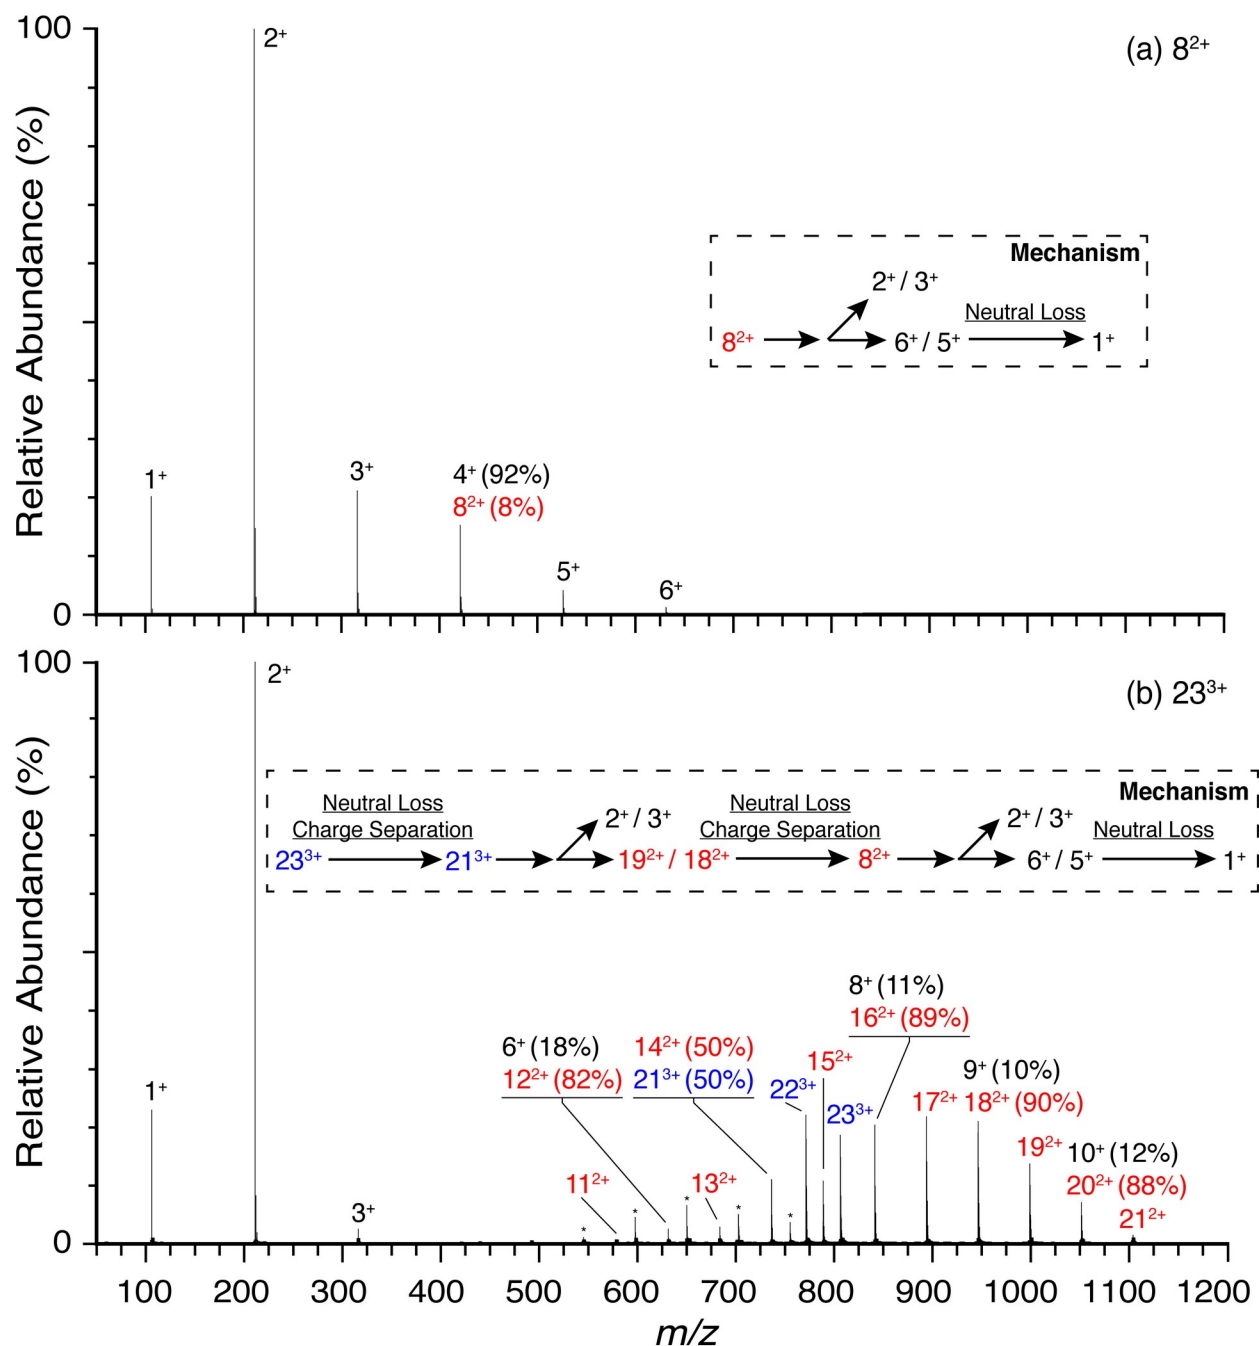 100
2⁺
(a) 8²⁺
Relative Abundance (%)
Mechanism
2⁺ / 3⁺
Neutral Loss
8²⁺
6⁺ / 5⁺
1⁺
1⁺
3⁺
4⁺ (92%)
8²⁺ (8%)
5⁺
6⁺
0
100
2⁺
(b) 23³⁺
Relative Abundance (%)
Mechanism
Neutral Loss
Charge Separation
2⁺ / 3⁺
Neutral Loss
Charge Separation
2⁺ / 3⁺
Neutral Loss
23³⁺
21³⁺
19²⁺ / 18²⁺
8²⁺
6⁺ / 5⁺
1⁺
8⁺ (11%)
16²⁺ (89%)
6⁺ (18%)
12²⁺ (82%)
14²⁺ (50%)
21³⁺ (50%)
15²⁺
9⁺ (10%)
1⁺
22³⁺
23³⁺
17²⁺
18²⁺ (90%)
19²⁺
10⁺ (12%)
20²⁺ (88%)
21²⁺
11²⁺
13²⁺
3⁺
* * * * *
0
100 200 300 400 500 600 700 800 900 1000 1100 1200
m/z